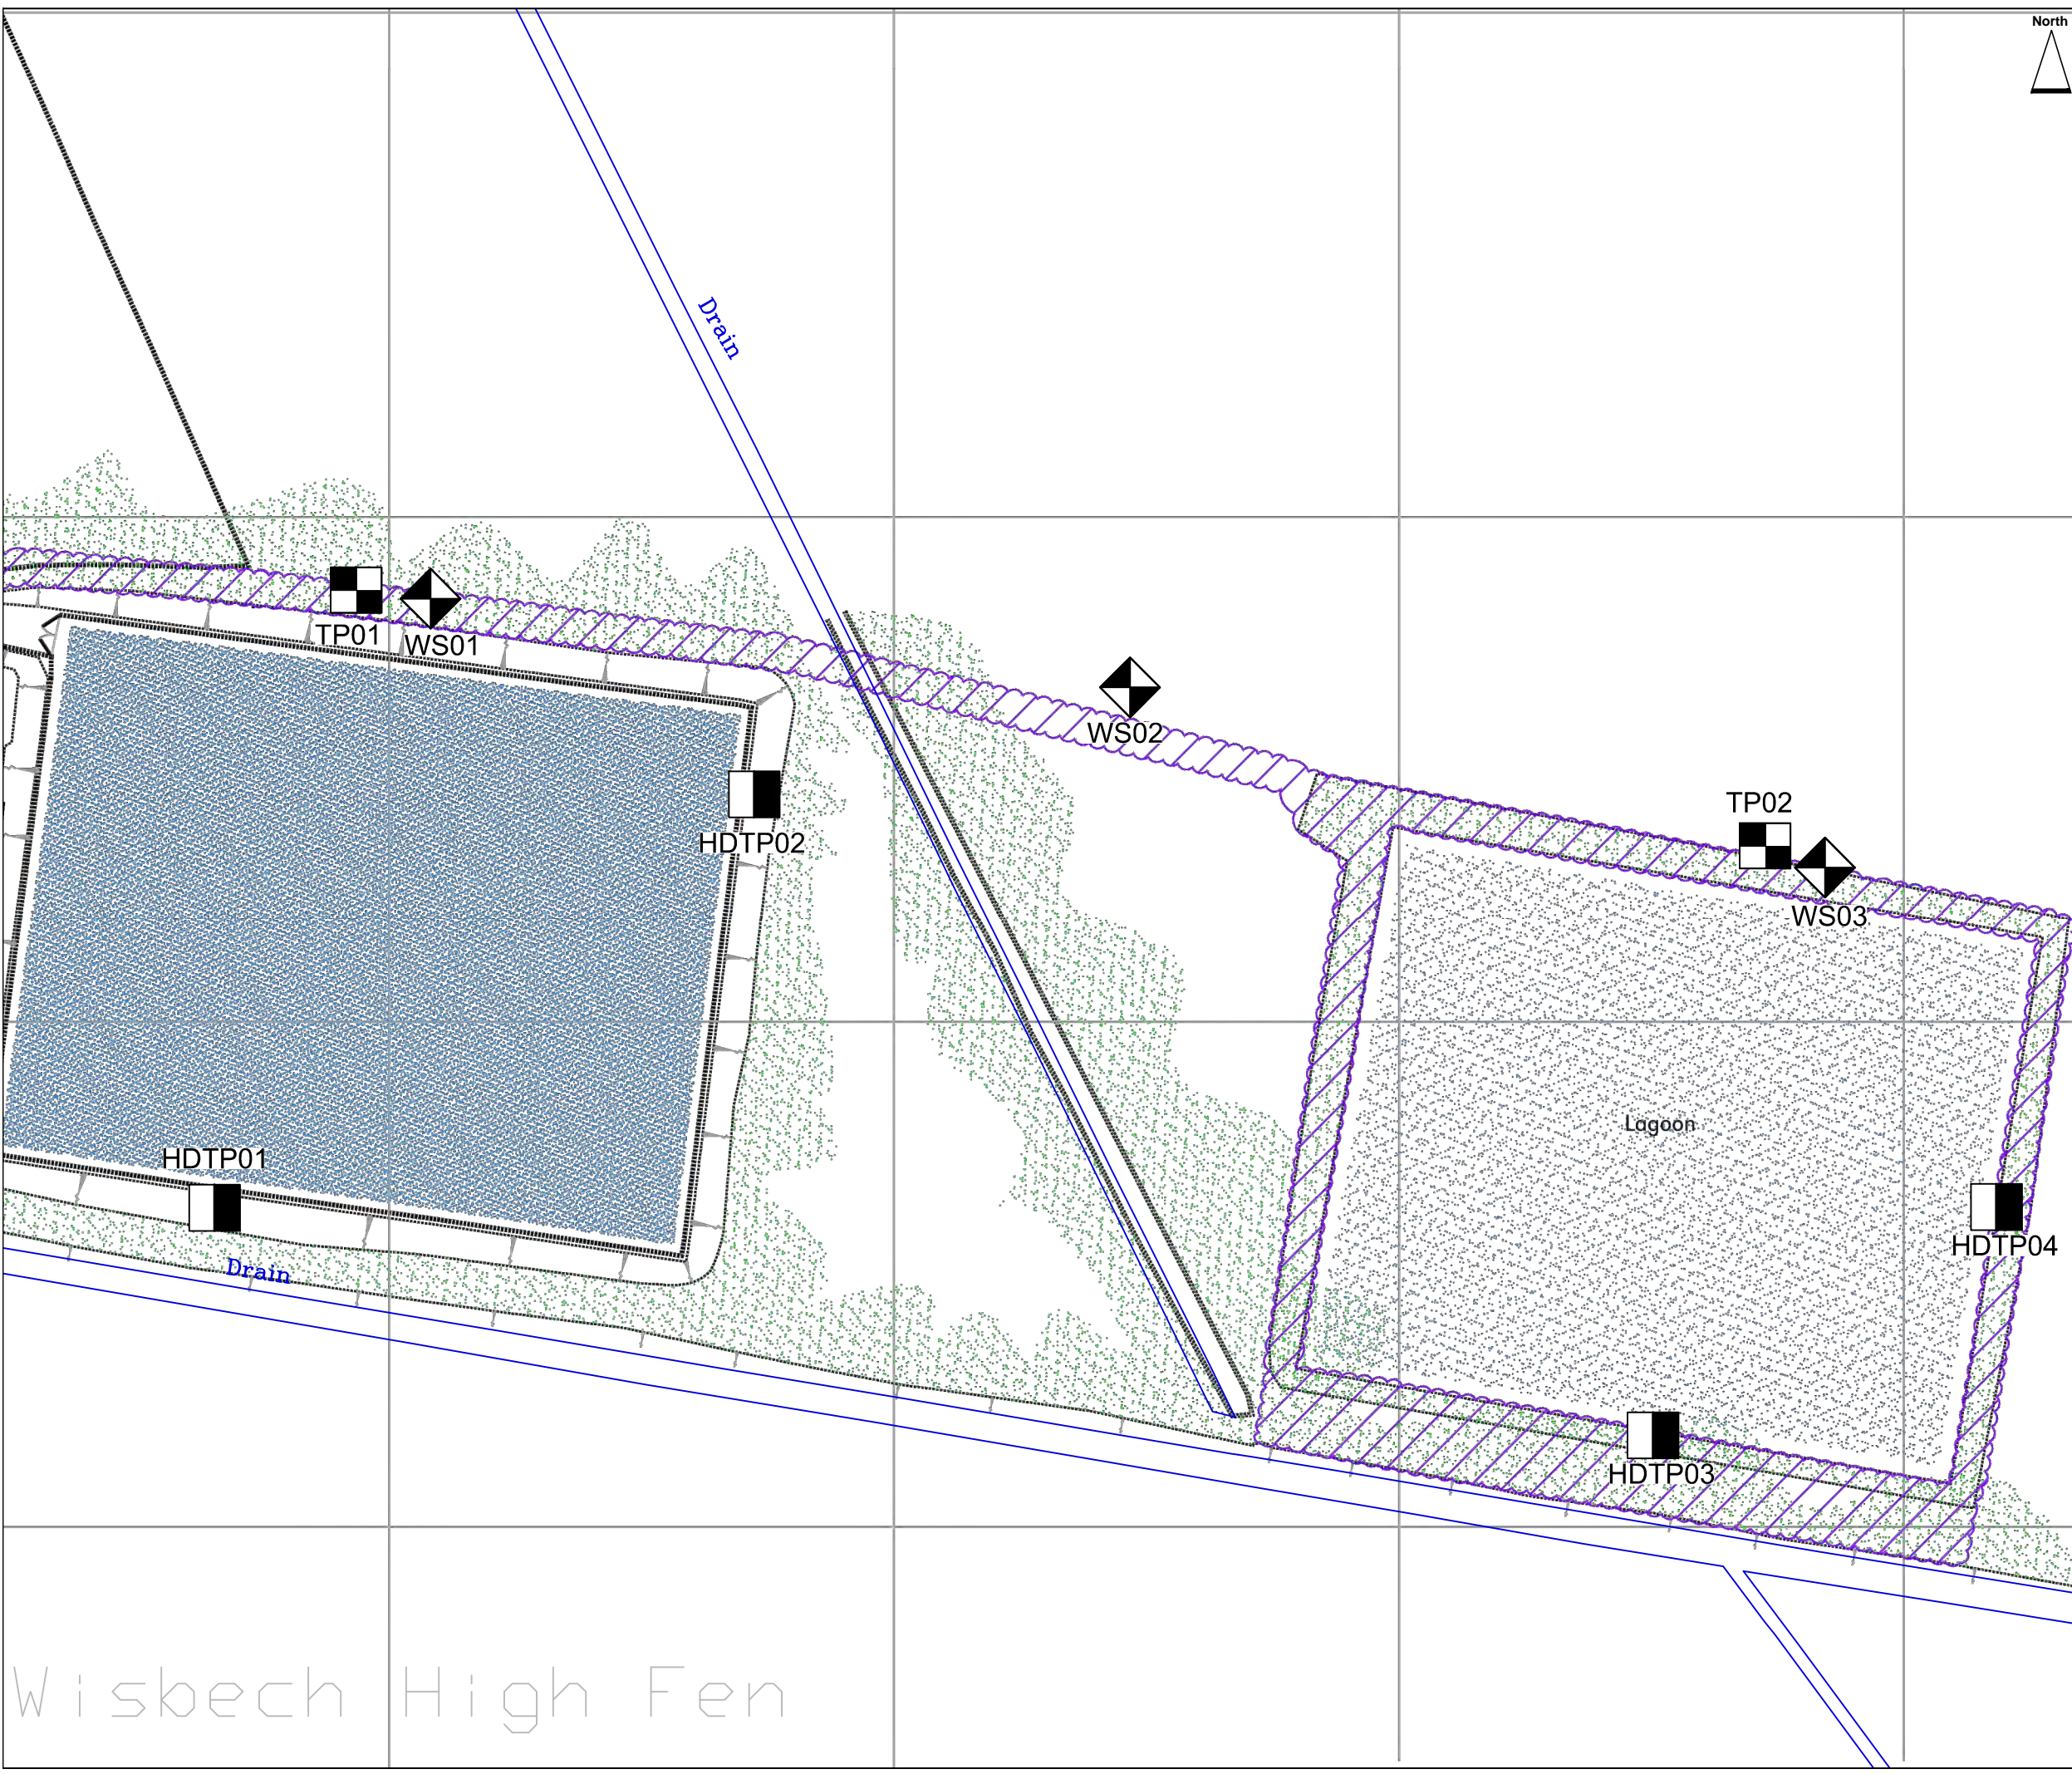 North
Drain
TP01
WS01
WS02
TP02
HDTP02
WS03
Lagoon
HDTP01
HDTP04
Drain
HDTP03
Wisbech High Fen